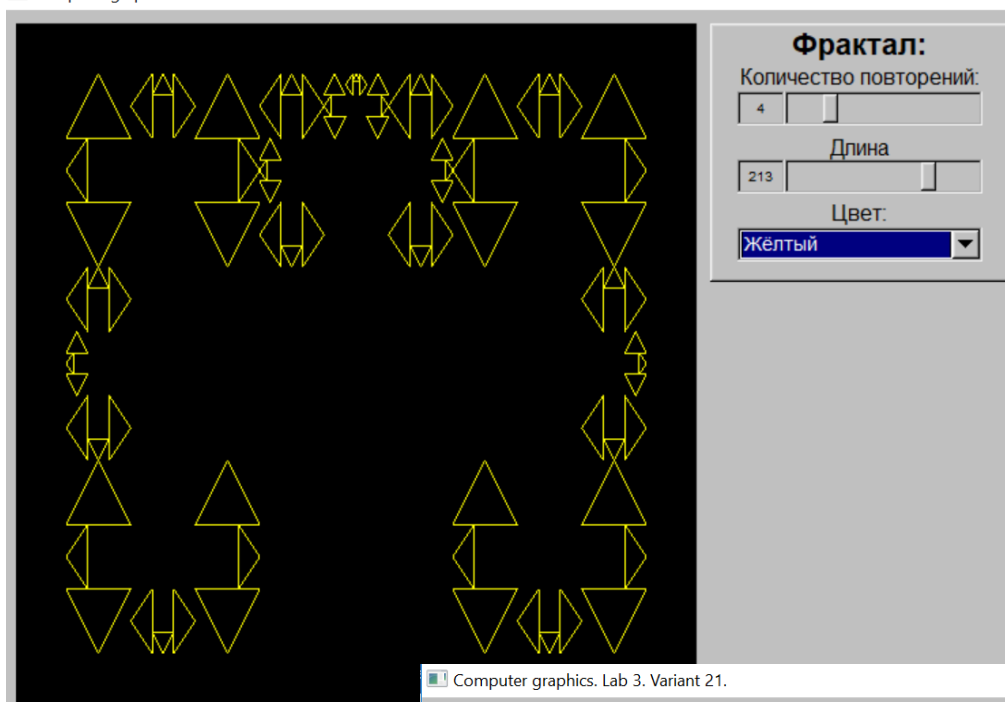 Фрактал:
Количество повторений:
4
Длина
213
Цвет:
Жёлтый
Computer graphics. Lab 3. Variant 21.